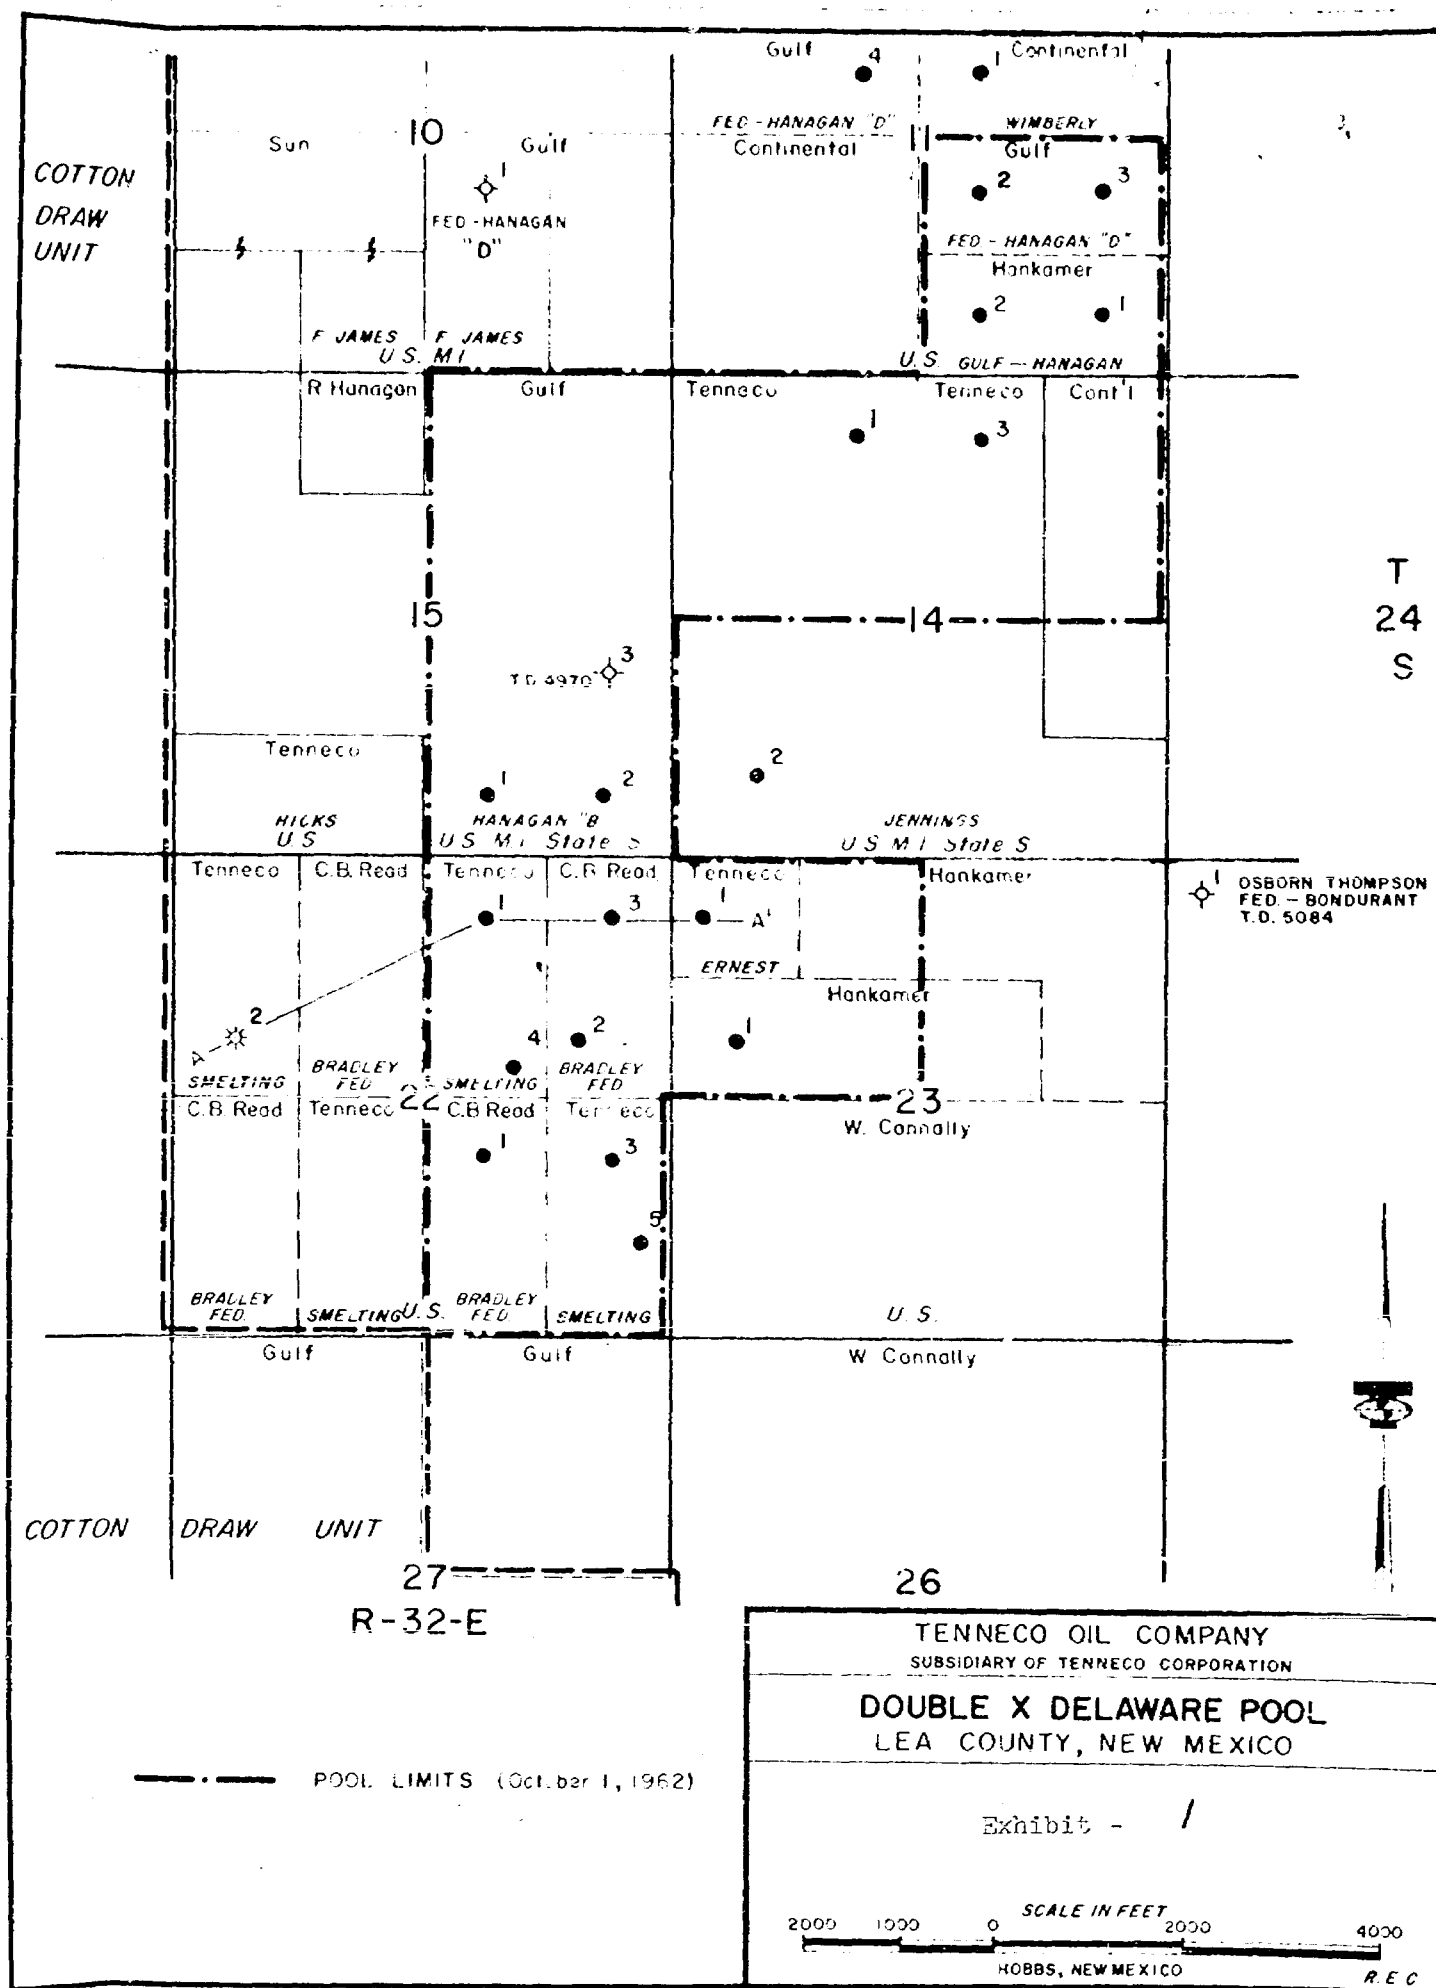 Gulf
4
1
Continental
FED-HANAGAN "D"
Continental
WIMBERLY
Gulf
Sun
10
Gulf
COTTON
DRAW
UNIT
1
FED-HANAGAN
"D"
2
3
FED-HANAGAN "D"
Hankamer
2
1
F JAMES
F JAMES
U.S. M.I
U.S. GULF-HANAGAN
R Hanagan
Gulf
Tenneco
Tenneco
Cont'l
1
3
T
24
S
15
14
3
T.D. 4970
Tenneco
1
2
2
HICKS
U S
HANAGAN "B
U S M.I State S
JENNINGS
U S M I State S
Tenneco
C.B. Read
Tenneco
C.B. Read
Tenneco
Hankamer
1
3
1
A'
1
OSBORN THOMPSON
FED. - BONDURANT
T.D. 5084
ERNEST
Hankamer
2
A
4
2
1
SMELTING
BRADLEY
FED
SMELTING
BRADLEY
FED
C.B. Read
Tenneco
22
C.B Read
Tenneco
23
W. Connally
1
3
5
BRADLEY
FED.
SMELTING
U.S.
BRADLEY
FED.
SMELTING
U.S.
Gulf
Gulf
W Connally
COTTON DRAW UNIT
27
26
R-32-E
TENNECO OIL COMPANY
SUBSIDIARY OF TENNECO CORPORATION
DOUBLE X DELAWARE POOL
LEA COUNTY, NEW MEXICO
POOL LIMITS (October 1, 1962)
Exhibit - 1
SCALE IN FEET
2000 1000 0 2000 4000
HOBBS, NEW MEXICO
R.E.C